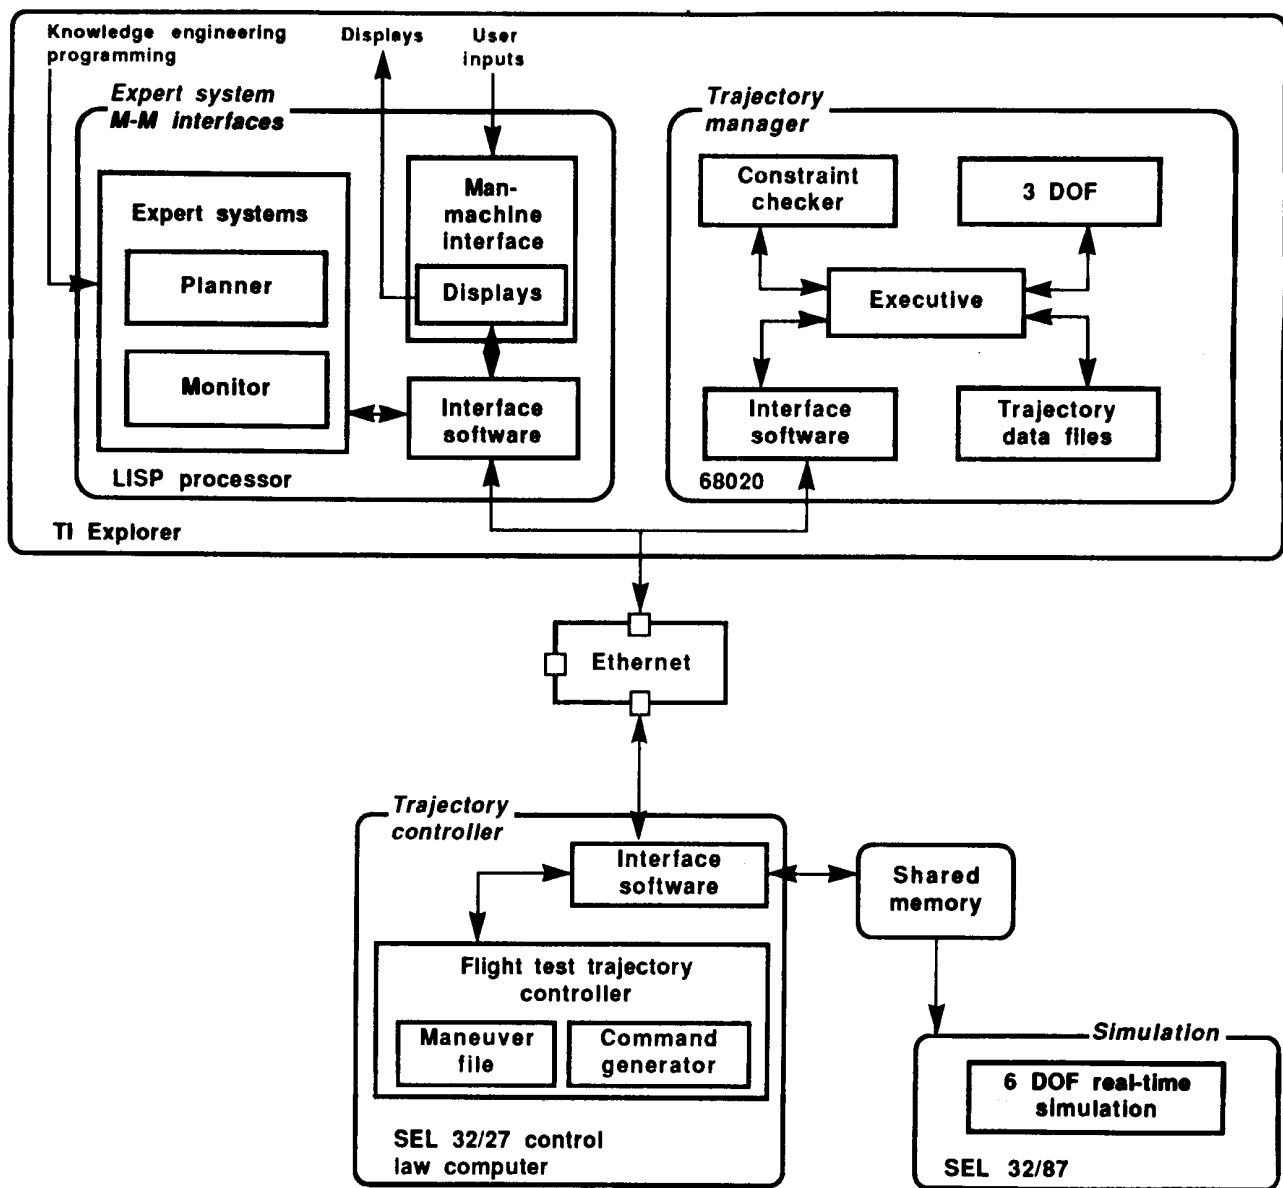 Knowledge engineering
programming
Displays
User
inputs
Expert system
M-M interfaces
Expert systems
Planner
Monitor
LISP processor
Man-
machine
interface
Displays
Interface
software
TI Explorer
Trajectory
manager
Constraint
checker
3 DOF
Executive
Interface
software
Trajectory
data files
68020
Ethernet
Trajectory
controller
Interface
software
Flight test trajectory
controller
Maneuver
file
Command
generator
SEL 32/27 control
law computer
Shared
memory
Simulation
6 DOF real-time
simulation
SEL 32/87